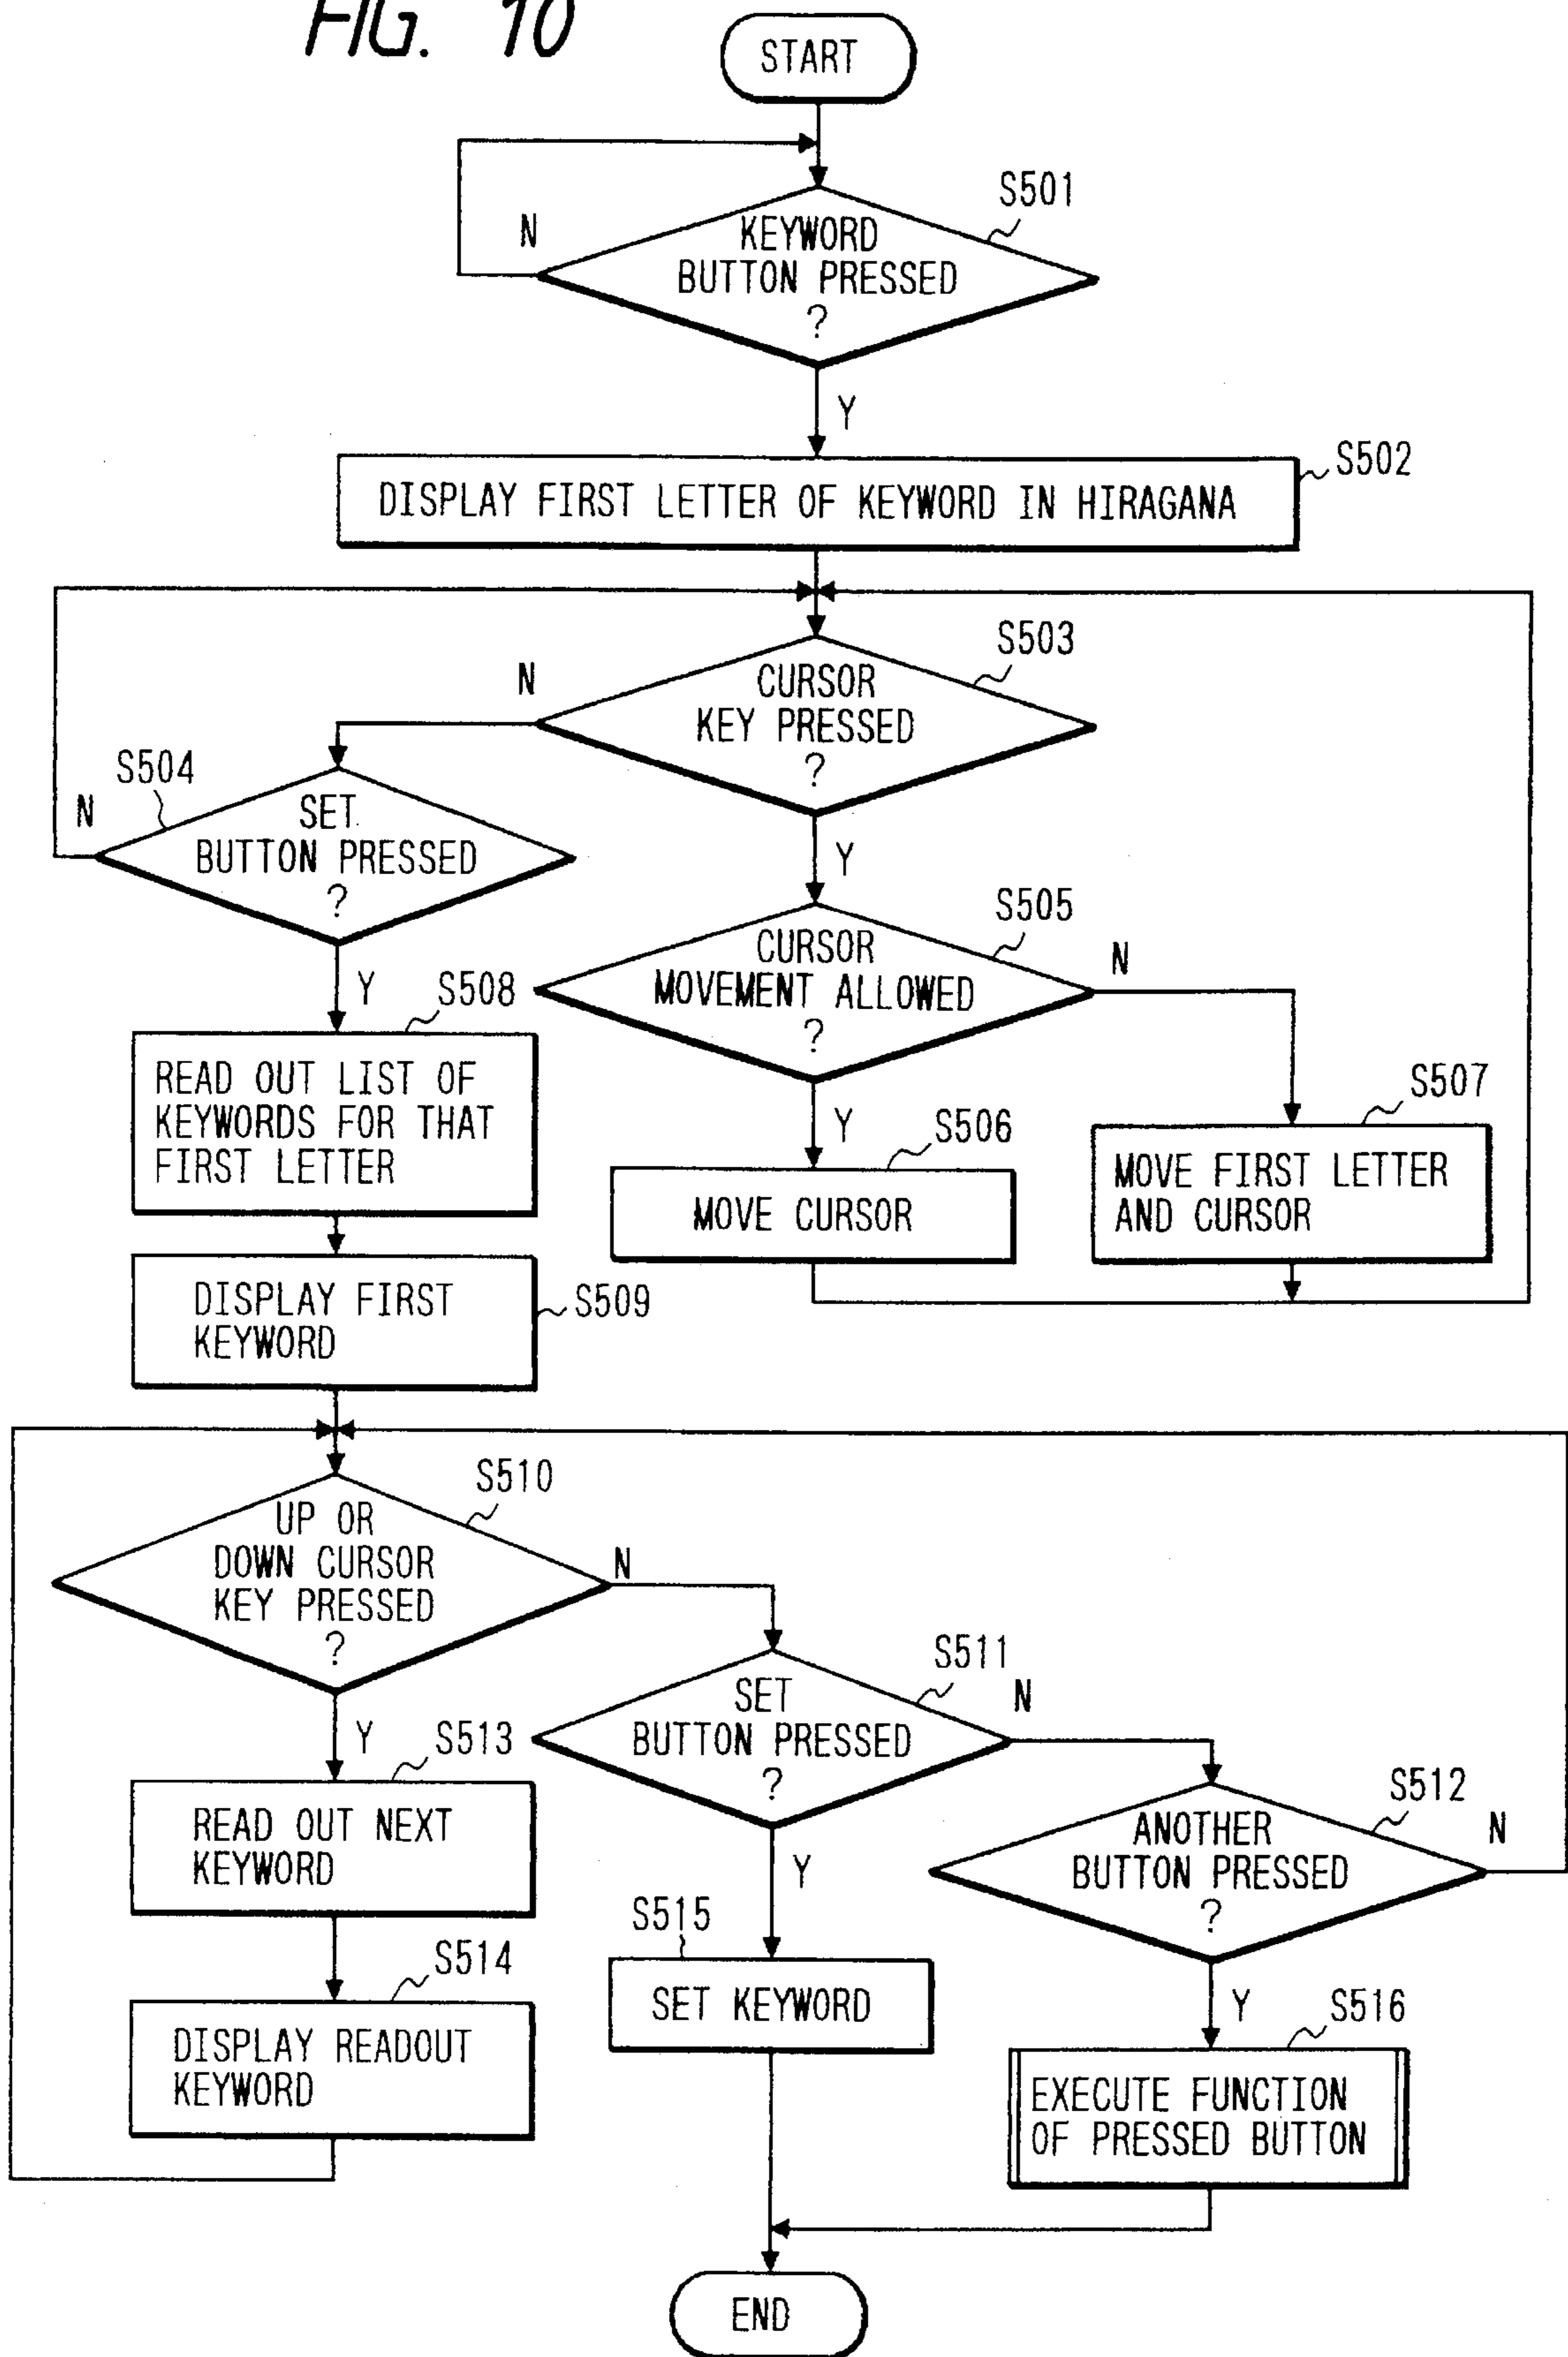 FIG. 10
START
S501
N
KEYWORD
BUTTON PRESSED
?
Y
S502
DISPLAY FIRST LETTER OF KEYWORD IN HIRAGANA
S503
N
CURSOR
KEY PRESSED
?
S504
N
SET
BUTTON PRESSED
?
Y
S505
CURSOR
MOVEMENT ALLOWED
?
N
Y
S508
READ OUT LIST OF
KEYWORDS FOR THAT
FIRST LETTER
Y
S506
MOVE CURSOR
S507
MOVE FIRST LETTER
AND CURSOR
DISPLAY FIRST
KEYWORD
S509
S510
UP OR
DOWN CURSOR
KEY PRESSED
?
N
S511
SET
BUTTON PRESSED
?
N
Y
S513
READ OUT NEXT
KEYWORD
S512
ANOTHER
BUTTON PRESSED
?
N
Y
S515
SET KEYWORD
S514
DISPLAY READOUT
KEYWORD
Y
S516
EXECUTE FUNCTION
OF PRESSED BUTTON
END